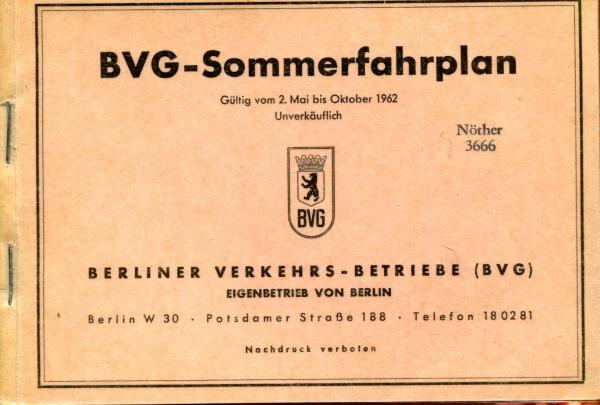 BVG-Sommerfahrplan
Gültig vom 2. Mai bis Oktober 1962
Unverkäuflich
Nöther
3666
BVG
BERLINER VERKEHRS-BETRIEBE (BVG)
EIGENBETRIEB VON BERLIN
Berlin W 30 · Potsdamer Straße 188 · Telefon 180281
Nachdruck verboten